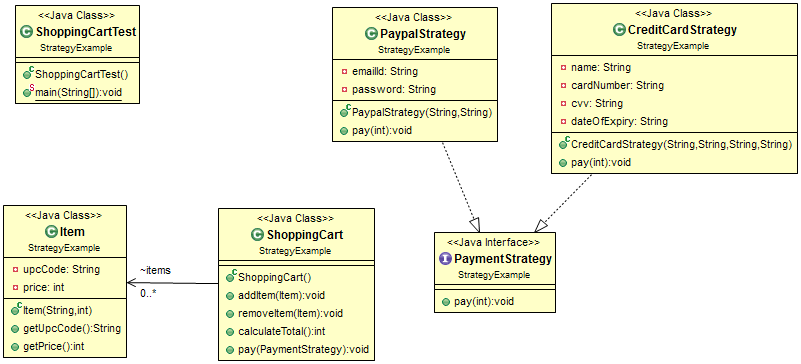 <<Java Class>>
ShoppingCartTest
StrategyExample
ShoppingCartTest()
main(String[]):void
<<Java Class>>
PaypalStrategy
StrategyExample
emailId: String
password: String
PaypalStrategy(String,String)
pay(int):void
<<Java Class>>
CreditCardStrategy
StrategyExample
name: String
cardNumber: String
cvv: String
dateOfExpiry: String
CreditCardStrategy(String,String,String,String)
pay(int):void
<<Java Class>>
Item
StrategyExample
upcCode: String
price: int
Item(String,int)
getUpcCode():String
getPrice():int
~items
0..*
<<Java Class>>
ShoppingCart
StrategyExample
ShoppingCart()
addItem(Item):void
removeItem(Item):void
calculateTotal():int
pay(PaymentStrategy):void
<<Java Interface>>
PaymentStrategy
StrategyExample
pay(int):void